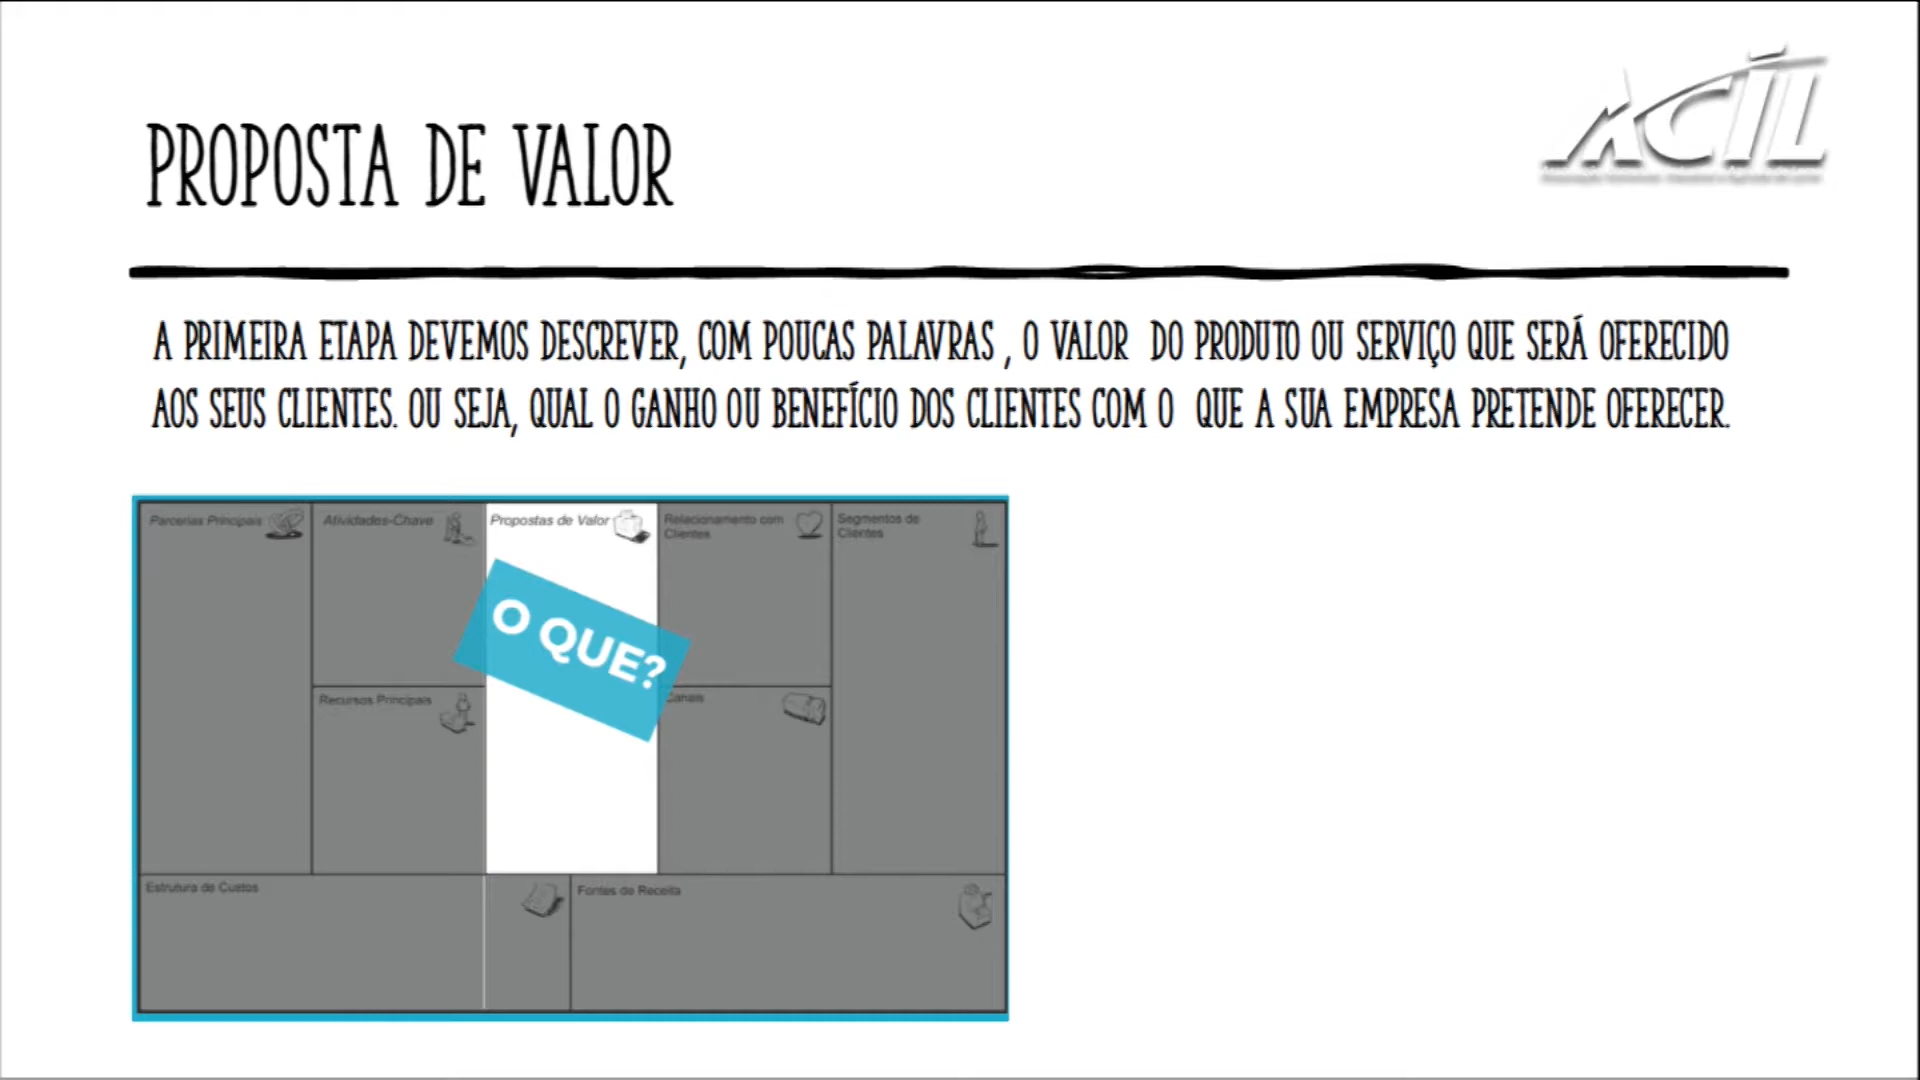 ACIL
PROPOSTA DE VALOR
A PRIMEIRA ETAPA DEVEMOS DESCREVER, COM POUCAS PALAVRAS , O VALOR DO PRODUTO OU SERVIÇO QUE SERÁ OFERECIDO
AOS SEUS CLIENTES. OU SEJA, QUAL O GANHO OU BENEFÍCIO DOS CLIENTES COM O QUE A SUA EMPRESA PRETENDE OFERECER.
Parcerias Principais
Atividades-Chave
Propostas de Valor
Relacionamento com
Clientes
Segmentos de
Clientes
O QUE?
Recursos Principais
Canais
Estrutura de Custos
Fontes de Receita